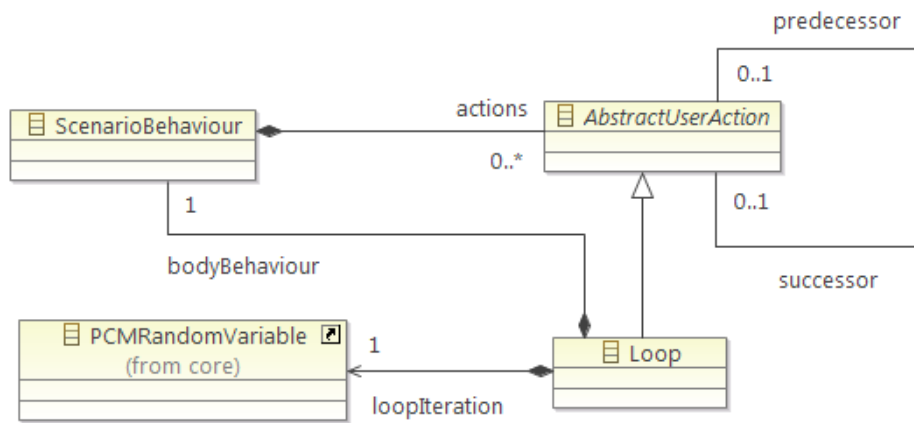 predecessor
0..1
actions
AbstractUserAction
ScenarioBehaviour
0..*
1
0..1
bodyBehaviour
successor
PCMRandomVariable
(from core)
1
Loop
loopIteration